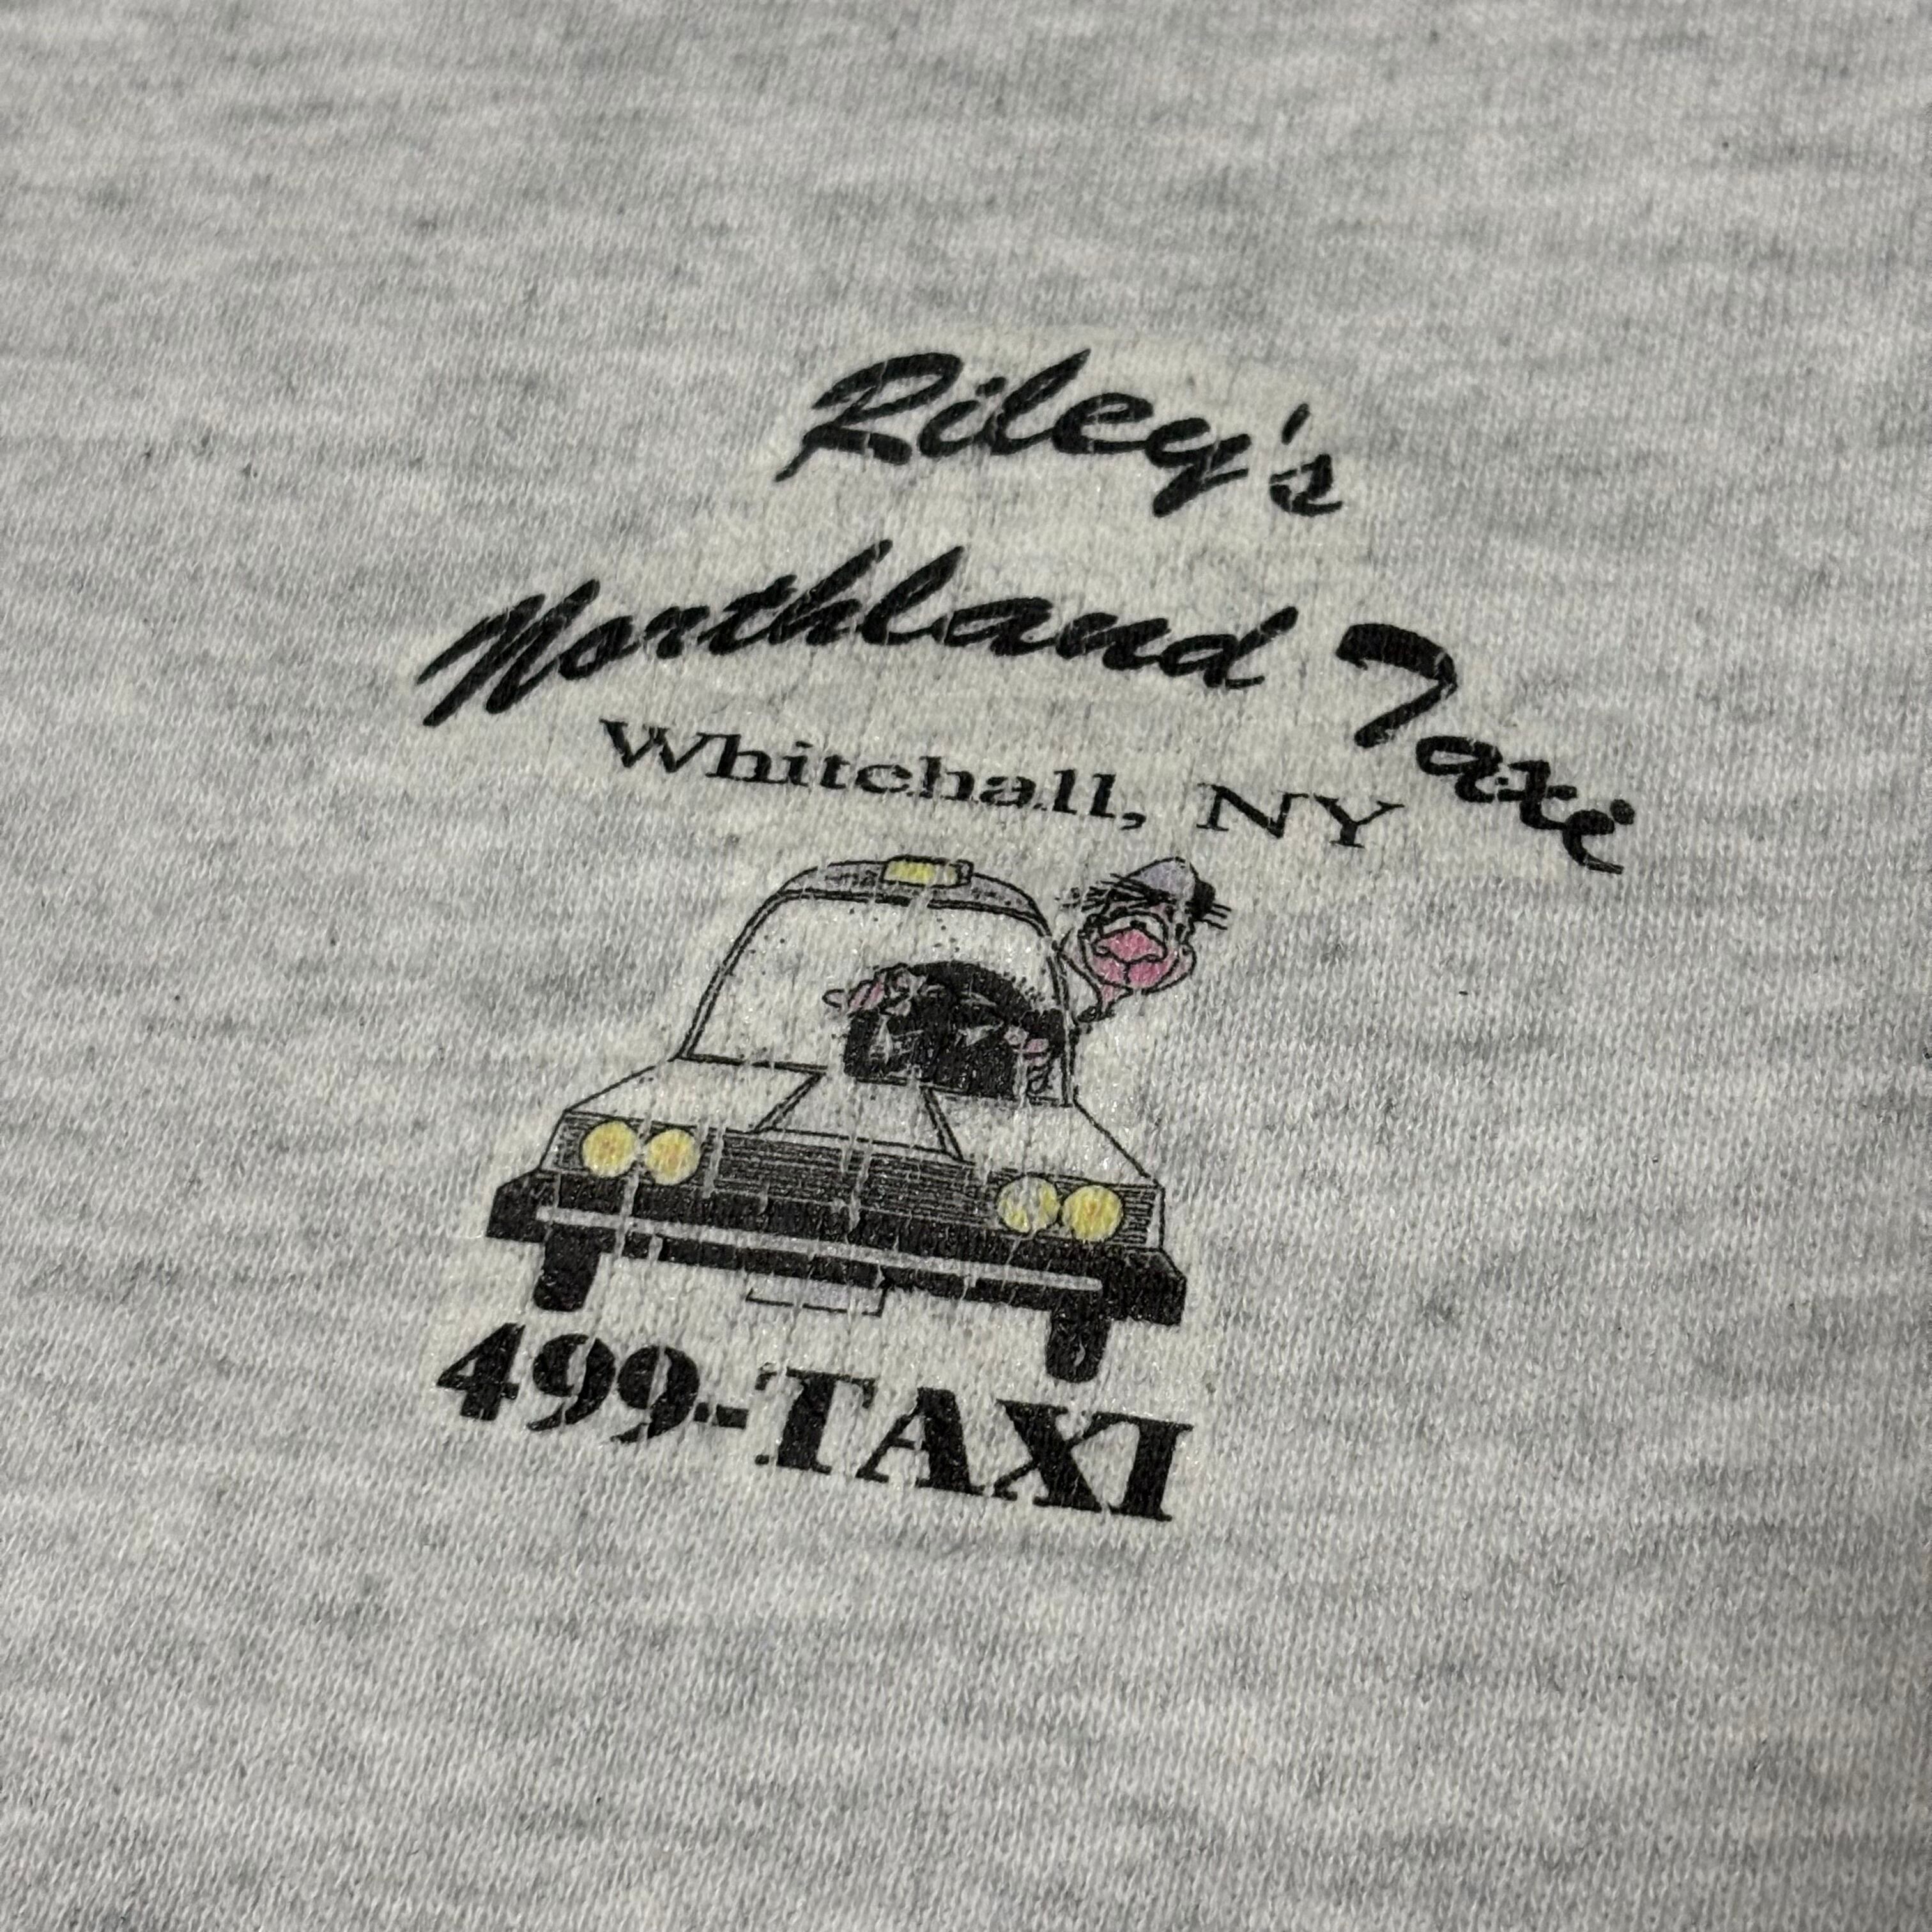 Riley's
Northland Taxi
Whitehall, NY
499-TAXI